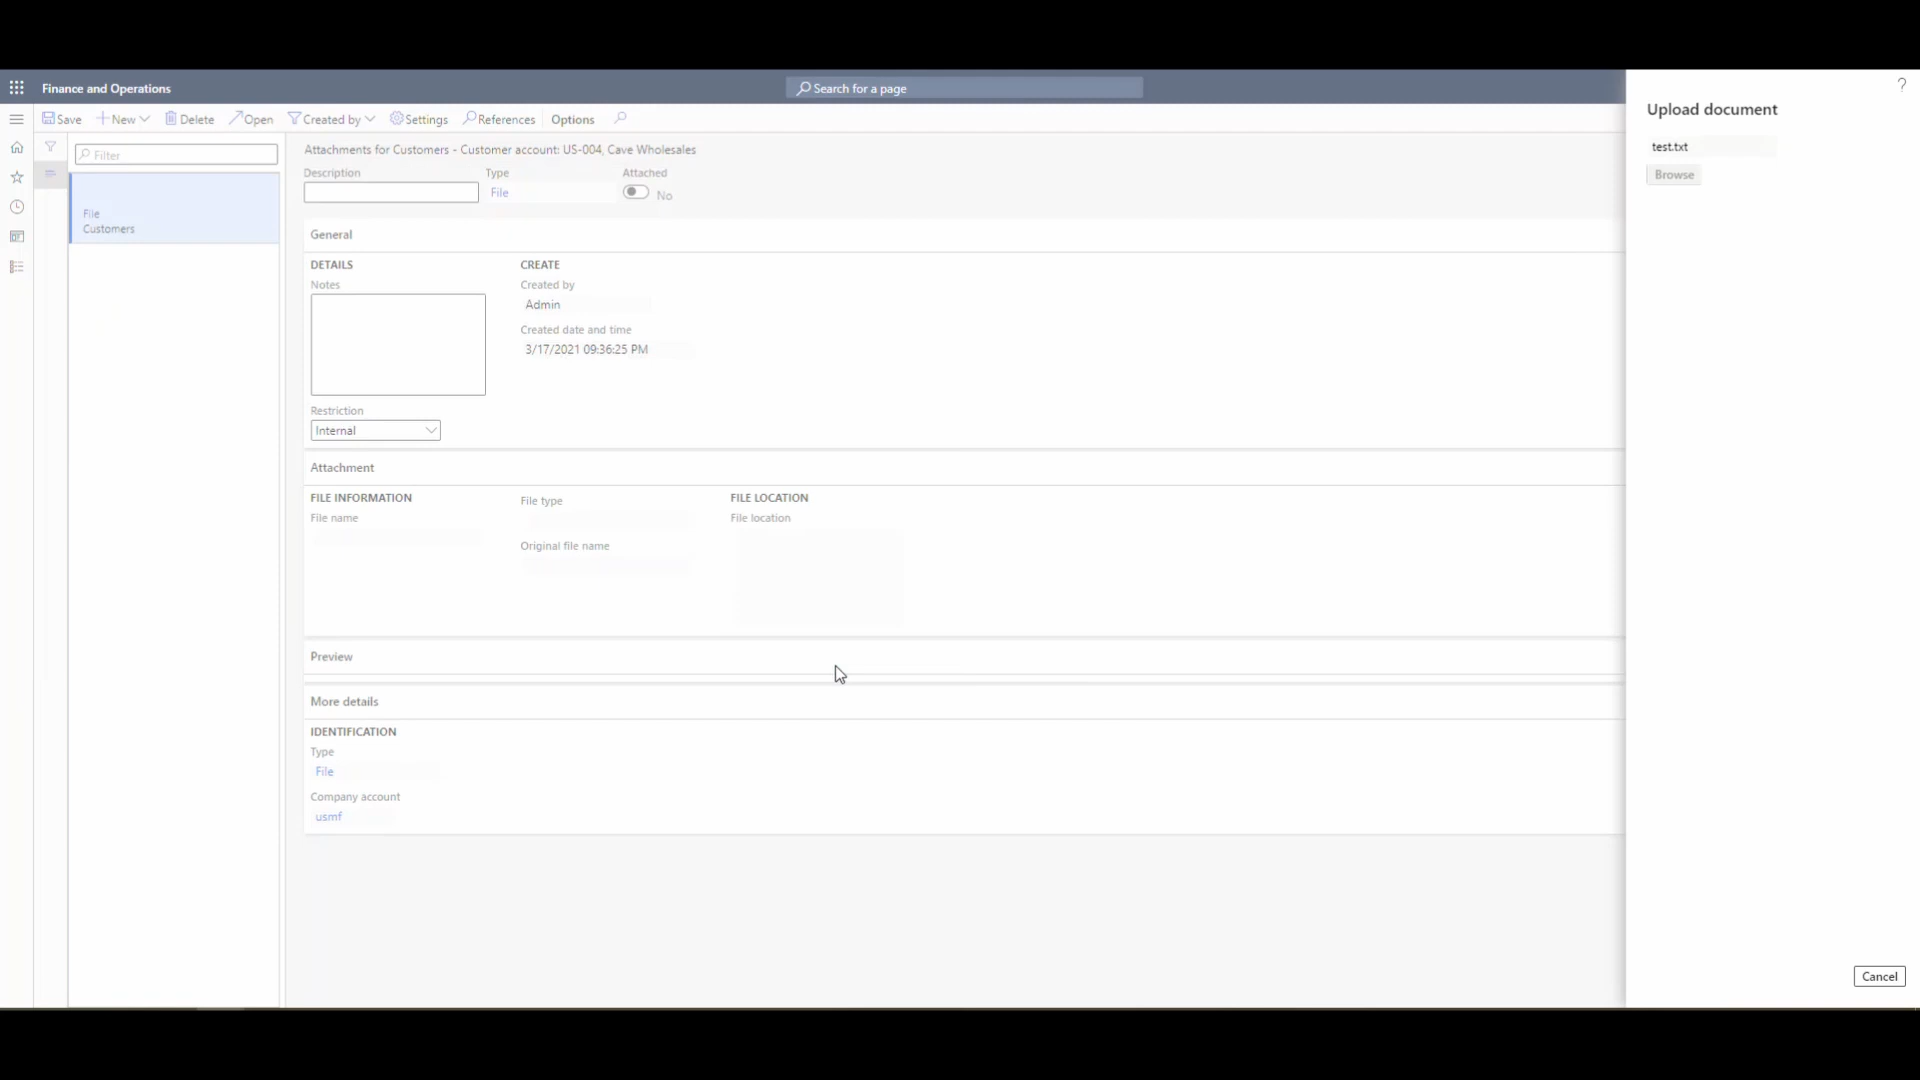 Finance and Operations
Search for a page
?
Save New Delete Open Created by Settings References Options
Filter
File
Customers
Attachments for Customers - Customer account: US-004, Cave Wholesales
Description Type Attached
File No
General
DETAILS CREATE
Notes Created by
Admin
Created date and time
3/17/2021 09:36:25 PM
Restriction
Internal
Attachment
FILE INFORMATION File type FILE LOCATION
File name File location
Original file name
Preview
More details
IDENTIFICATION
Type
File
Company account
usmf
Upload document
test.txt
Browse
Cancel